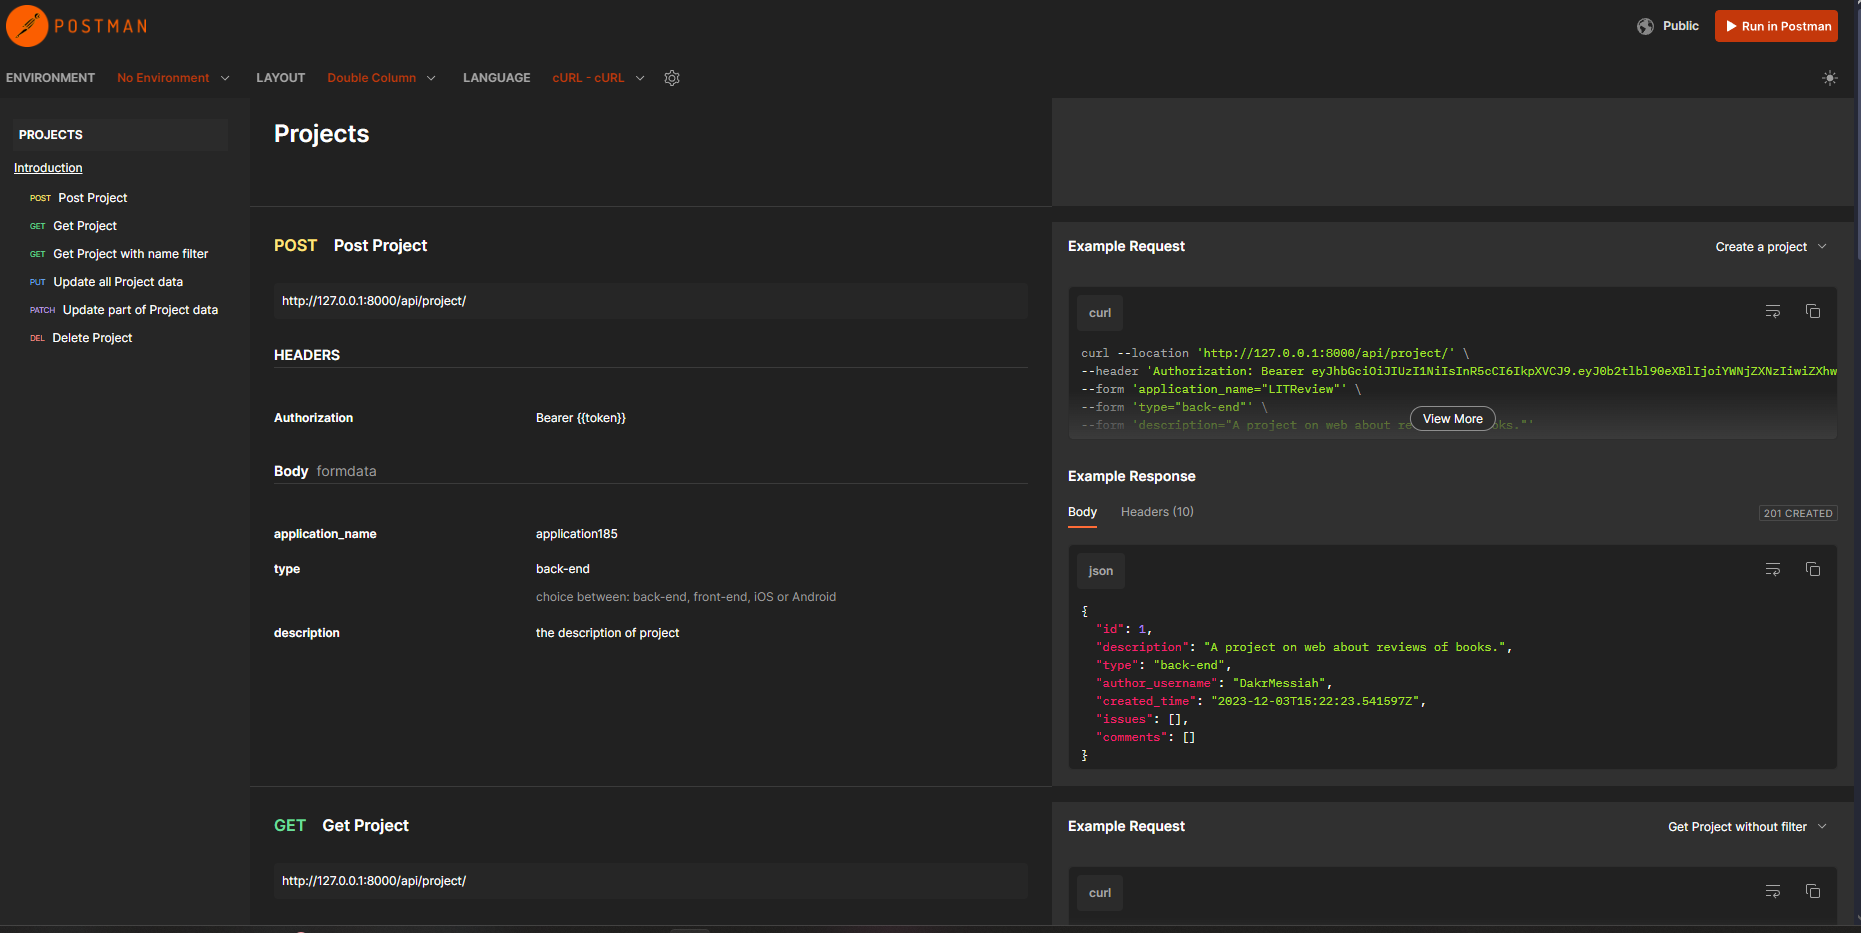 POSTMAN
Public
Run in Postman
ENVIRONMENT No Environment LAYOUT Double Column LANGUAGE cURL - cURL
PROJECTS
Introduction
POST Post Project
GET Get Project
GET Get Project with name filter
PUT Update all Project data
PATCH Update part of Project data
DEL Delete Project
Projects
POST Post Project
http://127.0.0.1:8000/api/project/
HEADERS
Authorization Bearer {{token}}
Body formdata
application_name application185
type back-end
choice between: back-end, front-end, iOS or Android
description the description of project
Example Request Create a project
curl
curl --location 'http://127.0.0.1:8000/api/project/' \
--header 'Authorization: Bearer eyJhbGciOiJIUzI1NiIsInR5cCI6IkpXVCJ9.eyJ0b2tlbl90eXBlIjoiYWNjZXNzIiwiZXhw
--form 'application_name="LITReview"' \
--form 'type="back-end"' \
--form 'description="A project on web about re oks."'
View More
Example Response
Body Headers (10) 201 CREATED
json
{
"id": 1,
"description": "A project on web about reviews of books.",
"type": "back-end",
"author_username": "DakrMessiah",
"created_time": "2023-12-03T15:22:23.541597Z",
"issues": [],
"comments": []
}
GET Get Project
http://127.0.0.1:8000/api/project/
Example Request Get Project without filter
curl